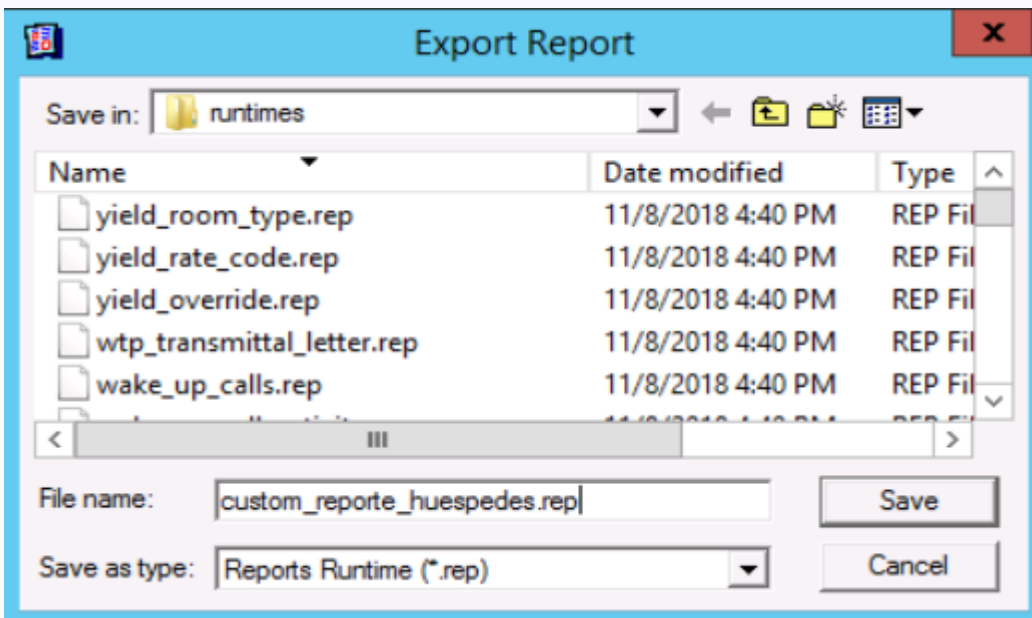 Export Report
x
Save in: runtimes
Name Date modified Type
yield_room_type.rep 11/8/2018 4:40 PM REP Fil
yield_rate_code.rep 11/8/2018 4:40 PM REP Fil
yield_override.rep 11/8/2018 4:40 PM REP Fil
wtp_transmittal_letter.rep 11/8/2018 4:40 PM REP Fil
wake_up_calls.rep 11/8/2018 4:40 PM REP Fil
File name: custom_reporte_huespedes.rep Save
Save as type: Reports Runtime (*.rep) Cancel